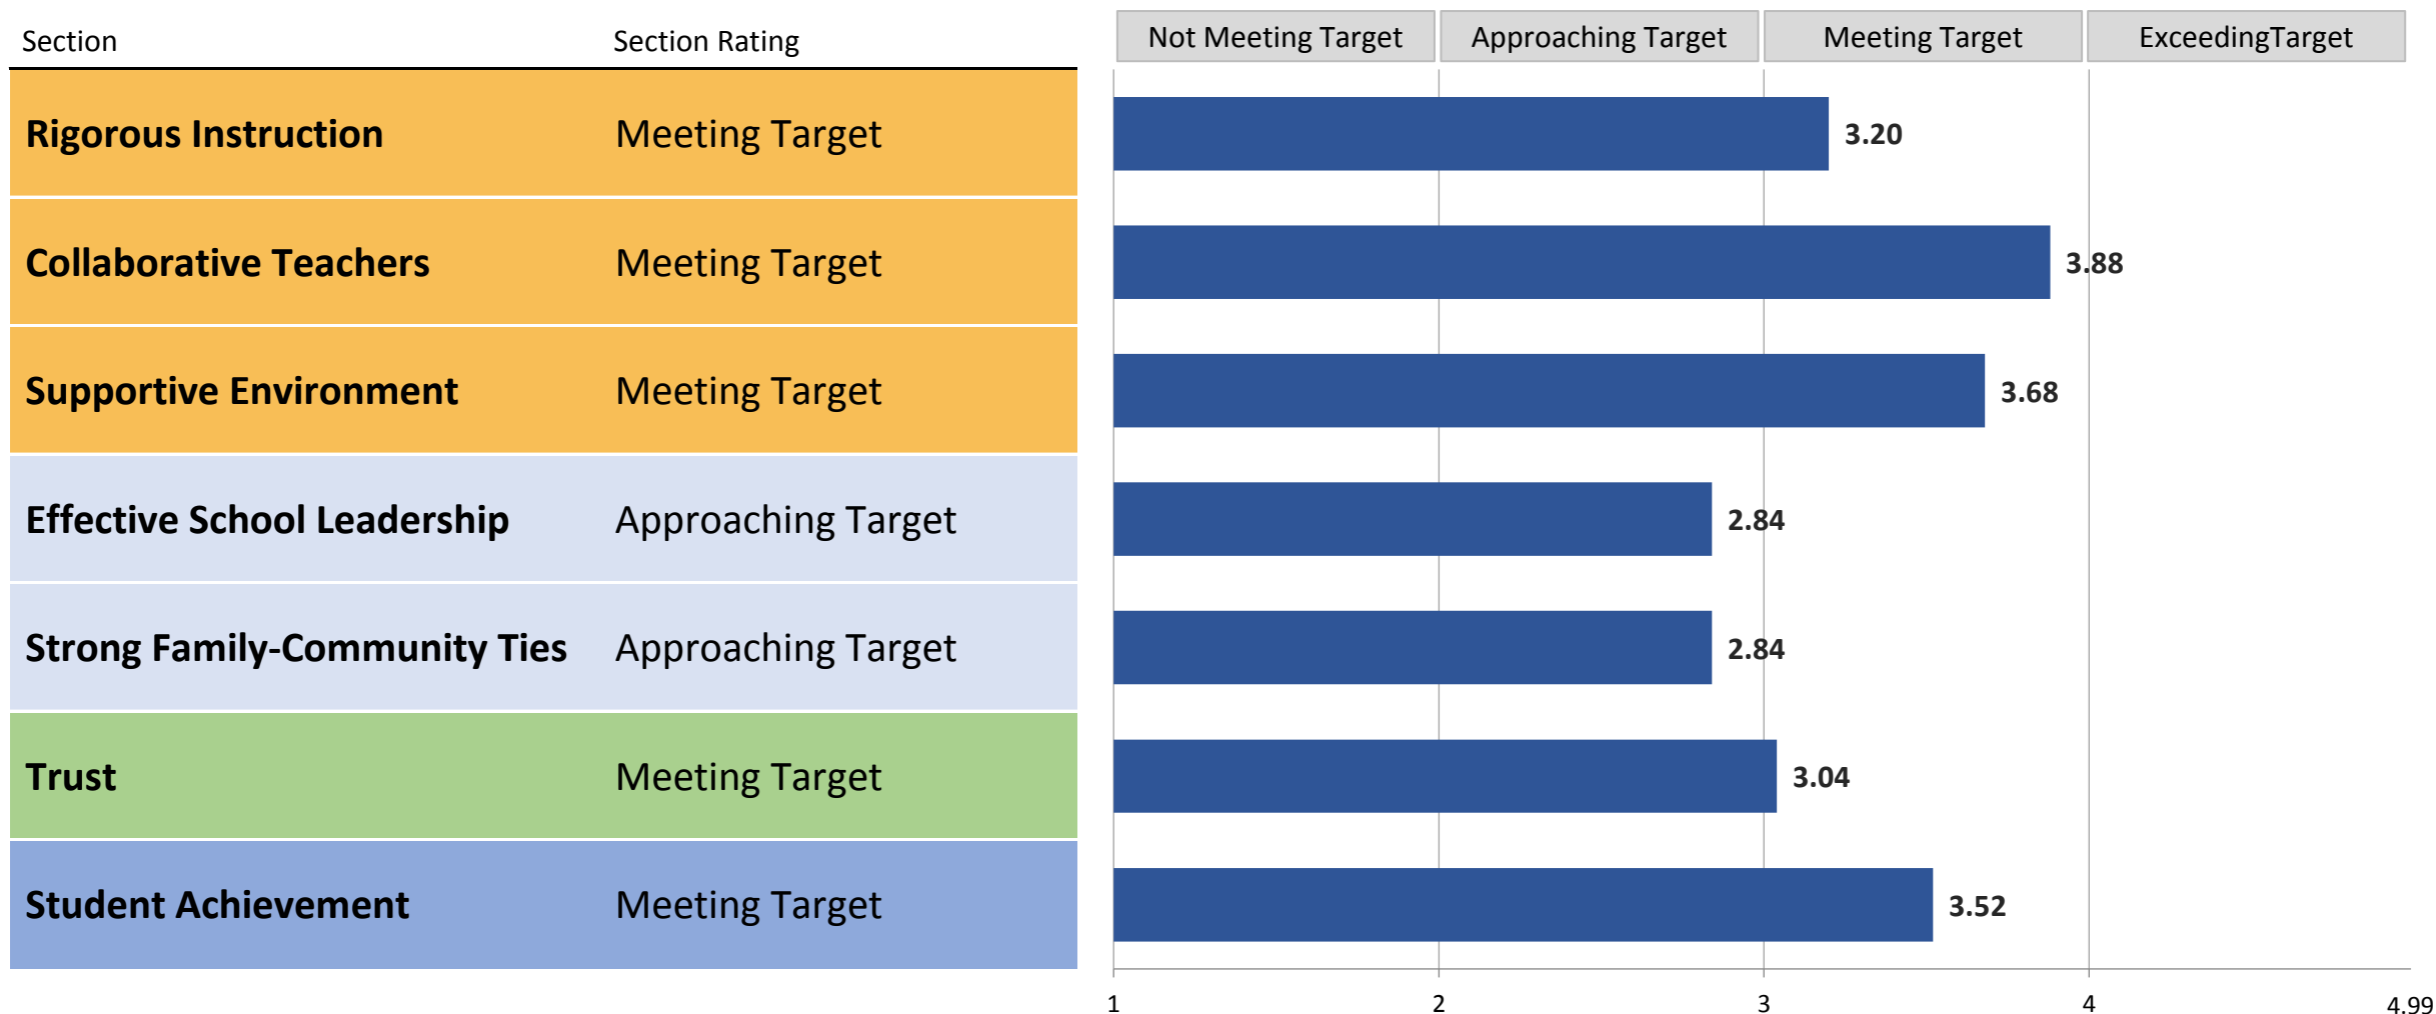 Section Section Rating Not Meeting Target Approaching Target Meeting Target ExceedingTarget
Rigorous Instruction Meeting Target 3.20
Collaborative Teachers Meeting Target 3.88
Supportive Environment Meeting Target 3.68
Effective School Leadership Approaching Target 2.84
Strong Family-Community Ties Approaching Target 2.84
Trust Meeting Target 3.04
Student Achievement Meeting Target 3.52
1 2 3 4 4.99